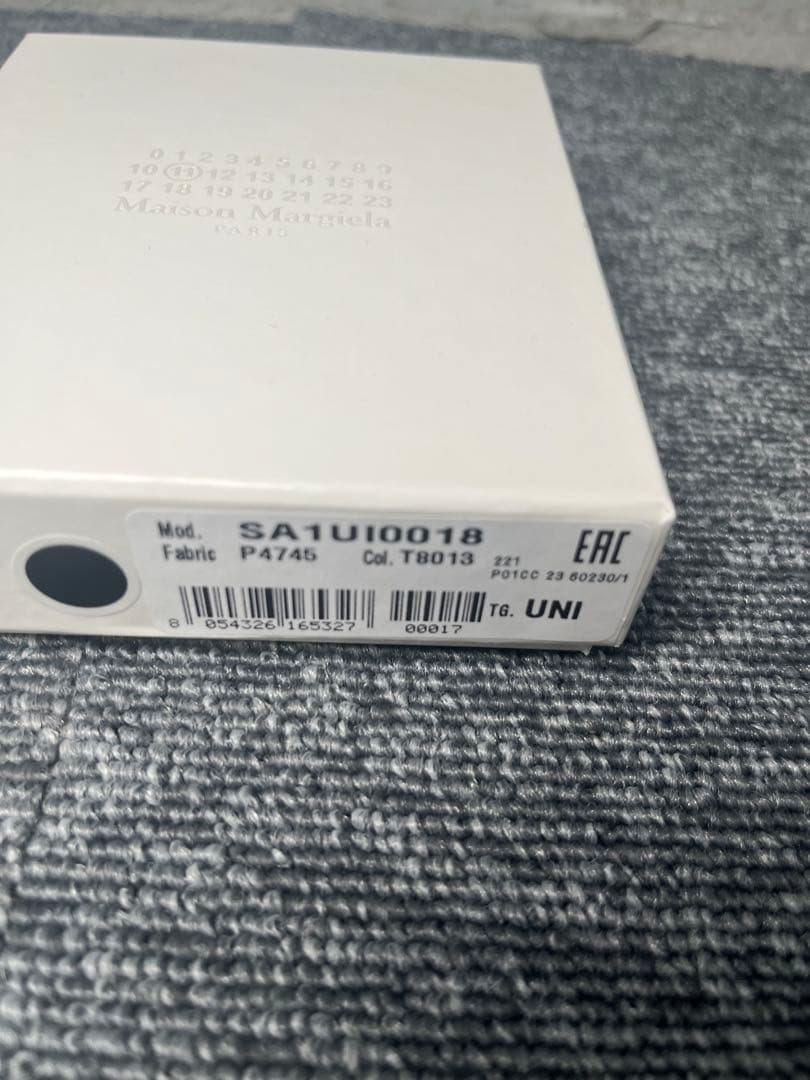 0 1 2 3 4 5 6 7 8 9
10 11 12 13 14 15 16
17 18 19 20 21 22 23
Maison Margiela
PARIS
Mod. SA1UI0018
Fabric P4745 Col. T8013 221
EAC
P01CC 23 60230/1
8 054326 165327 00017 TG. UNI